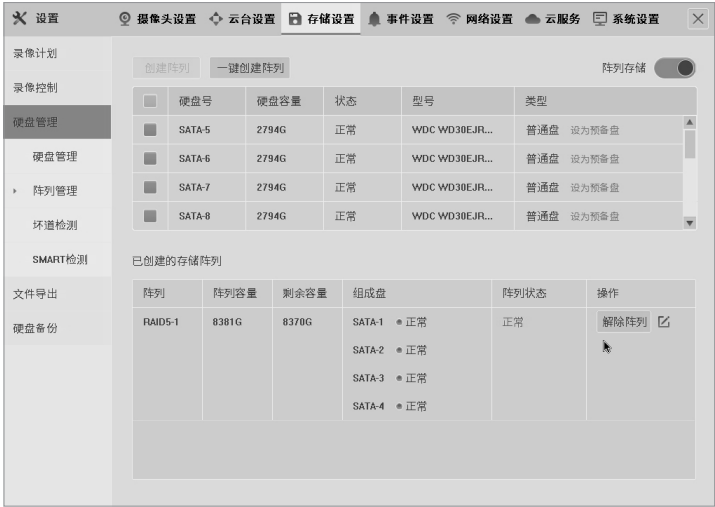 设置 摄像头设置 云台设置 存储设置 事件设置 网络设置 云服务 系统设置
录像计划
录像控制
硬盘管理
硬盘管理
阵列管理
坏道检测
SMART检测
文件导出
硬盘备份
创建阵列 一键创建阵列 阵列存储
硬盘号 硬盘容量 状态 型号 类型
SATA-5 2794G 正常 WDC WD30EJR... 普通盘 设为预备盘
SATA-6 2794G 正常 WDC WD30EJR... 普通盘 设为预备盘
SATA-7 2794G 正常 WDC WD30EJR... 普通盘 设为预备盘
SATA-8 2794G 正常 WDC WD30EJR... 普通盘 设为预备盘
已创建的存储阵列
阵列 阵列容量 剩余容量 组成盘 阵列状态 操作
RAID5-1 8381G 8370G SATA-1 正常 正常 解除阵列
SATA-2 正常
SATA-3 正常
SATA-4 正常